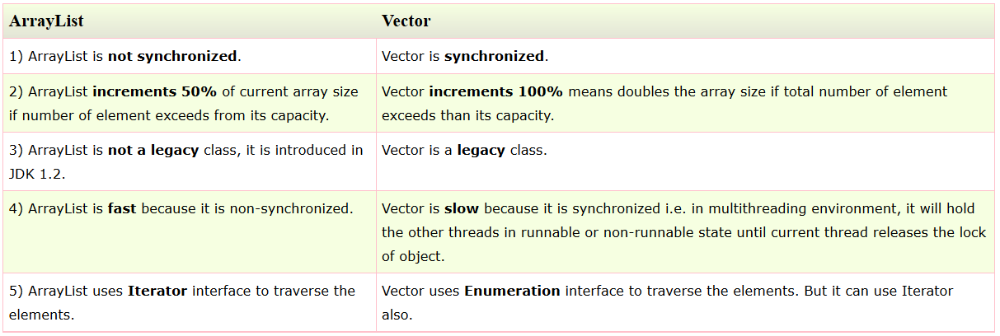 ArrayList
Vector
1) ArrayList is not synchronized.
Vector is synchronized.
2) ArrayList increments 50% of current array size
if number of element exceeds from its capacity.
Vector increments 100% means doubles the array size if total number of element
exceeds than its capacity.
3) ArrayList is not a legacy class, it is introduced in
JDK 1.2.
Vector is a legacy class.
4) ArrayList is fast because it is non-synchronized.
Vector is slow because it is synchronized i.e. in multithreading environment, it will hold
the other threads in runnable or non-runnable state until current thread releases the lock
of object.
5) ArrayList uses Iterator interface to traverse the
elements.
Vector uses Enumeration interface to traverse the elements. But it can use Iterator
also.